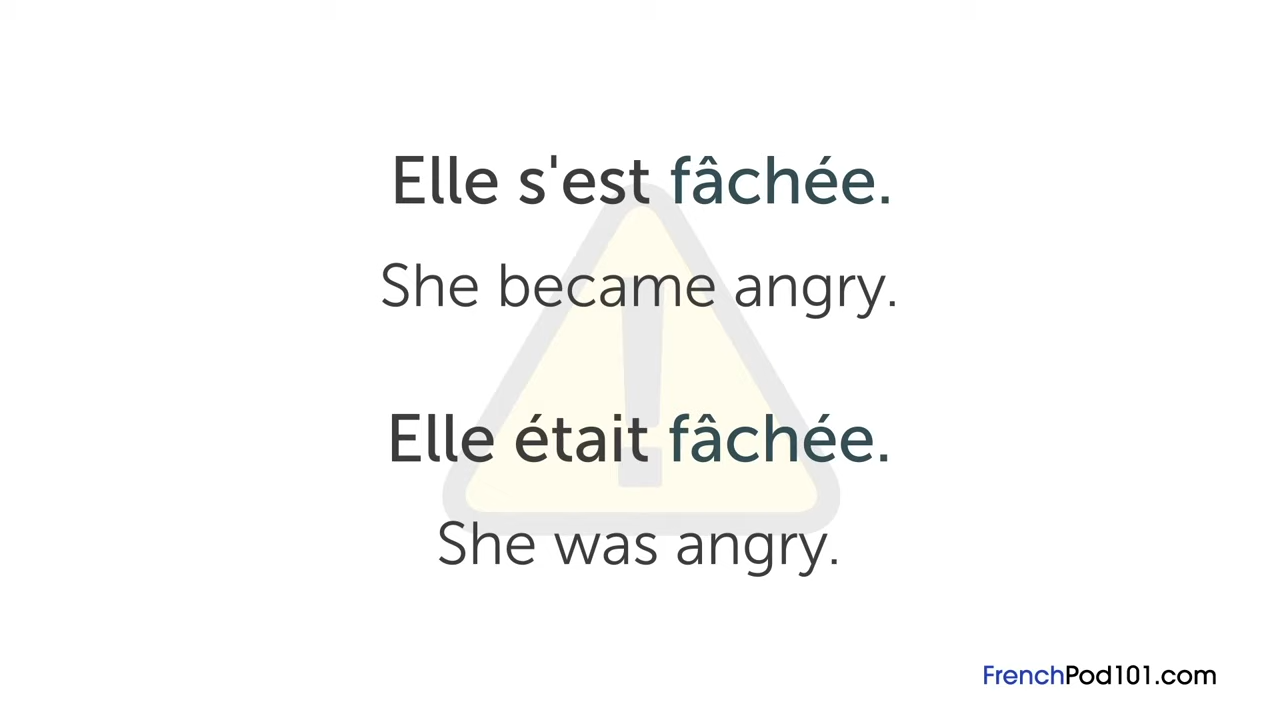 Elle s'est fâchée.
She became angry.
Elle était fâchée.
She was angry.
FrenchPod101.com